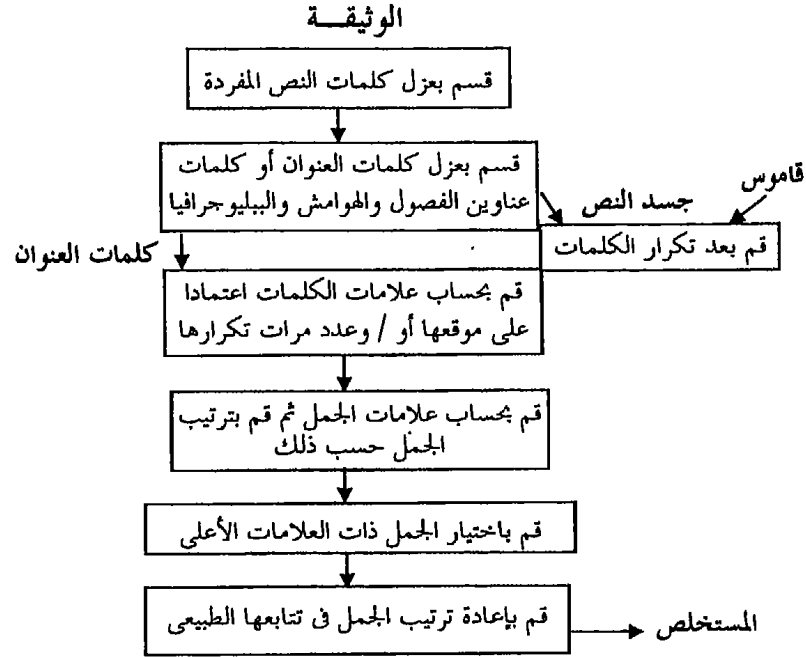 الوثيقـــة
قسم بعزل كلمات النص المفردة
قسم بعزل كلمات العنوان أو كلمات
عناوين الفصول والهوامش والببليوجرافيا
قاموس
جسد النص
قم بعد تكرار الكلمات
كلمات العنوان
قم بحساب علامات الكلمات اعتمادا
على موقعها أو / وعدد مرات تكرارها
قم بحساب علامات الجمل ثم قم بترتيب
الجمل حسب ذلك
قم باختيار الجمل ذات العلامات الأعلى
قم بإعادة ترتيب الجمل فى تتابعها الطبيعى
المستخلص